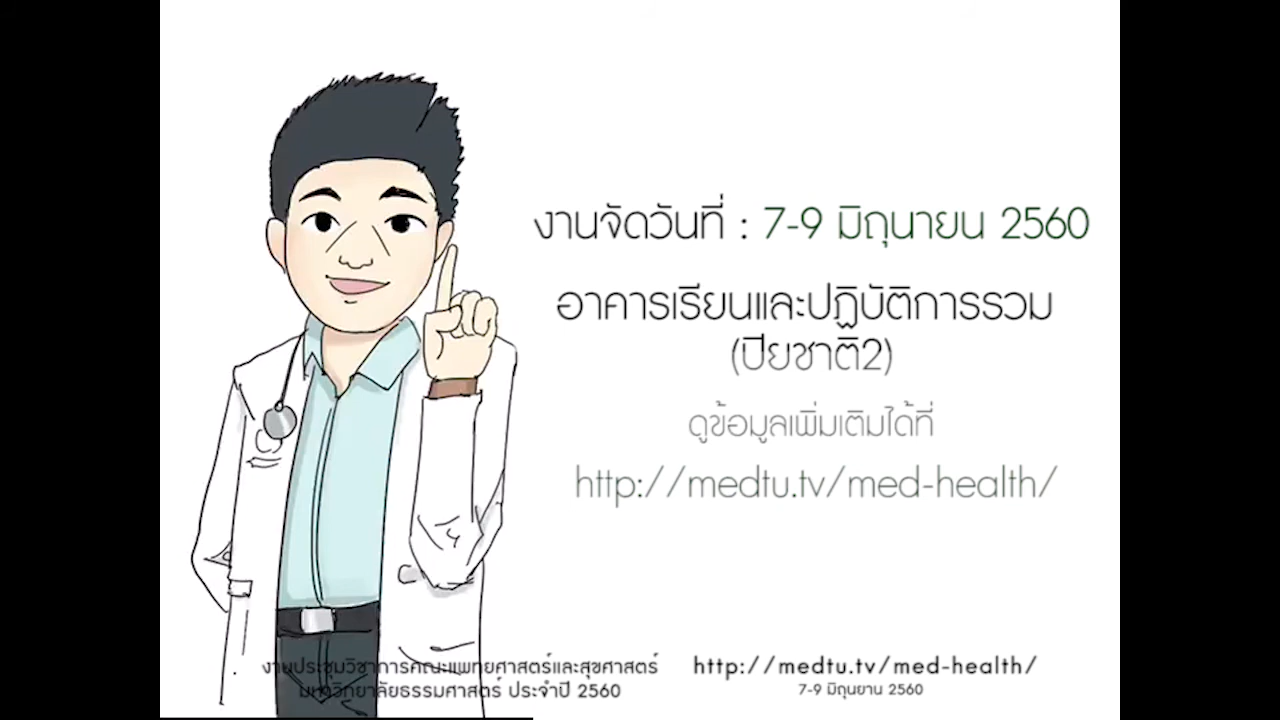 งานจัดวันที่ : 7-9 มิถุนายน 2560
อาคารเรียนและปฏิบัติการรวม
(ปิยชาติ2)
ดูข้อมูลเพิ่มเติมได้ที่
http://medtu.tv/med-health/
งานประชุมวิชาการคณะแพทยศาสตร์และสุขศาสตร์
มหาวิทยาลัยธรรมศาสตร์ ประจำปี 2560
http://medtu.tv/med-health/
7-9 มิถุนยาน 2560